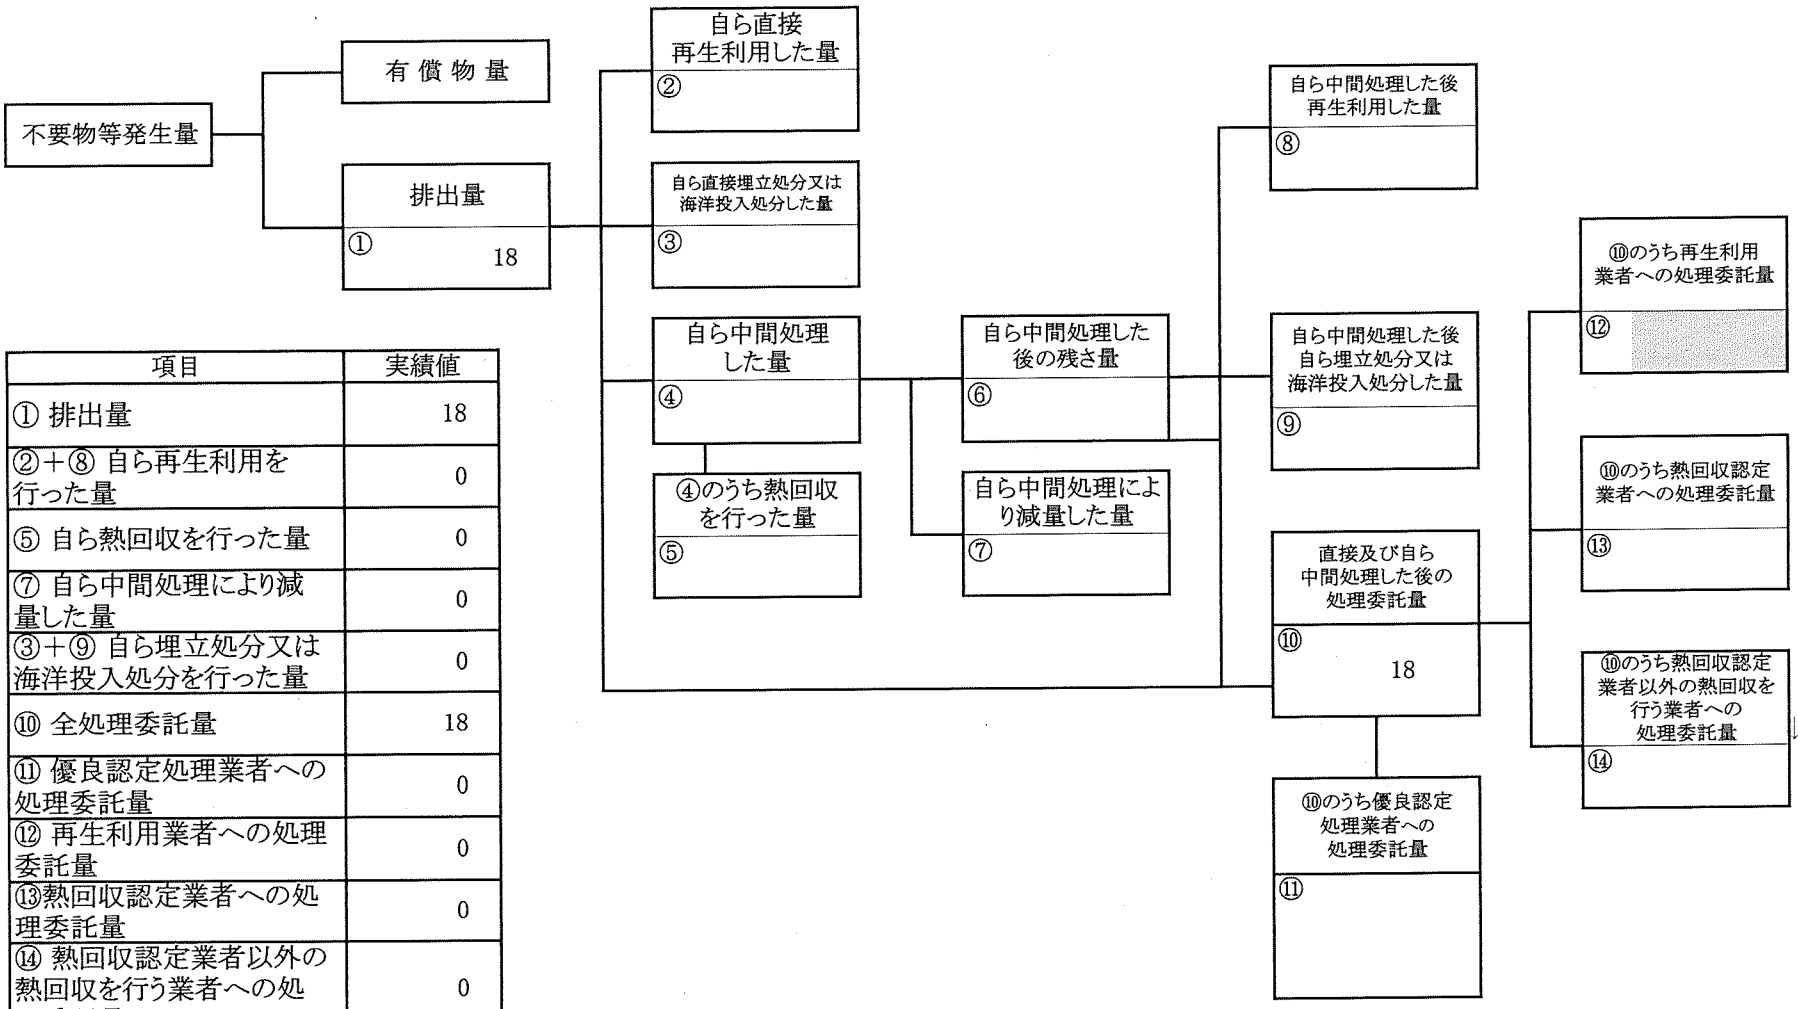 不要物等発生量
有償物量
排出量
①
18
自ら直接
再生利用した量
②
自ら直接埋立処分又は
海洋投入処分した量
③
自ら中間処理
した量
④
④のうち熱回収
を行った量
⑤
自ら中間処理した
後の残さ量
⑥
自ら中間処理によ
り減量した量
⑦
自ら中間処理した後
再生利用した量
⑧
自ら中間処理した後
自ら埋立処分又は
海洋投入処分した量
⑨
直接及び自ら
中間処理した後の
処理委託量
⑩
18
⑩のうち優良認定
処理業者への
処理委託量
⑪
⑩のうち再生利用
業者への処理委託量
⑫
⑩のうち熱回収認定
業者への処理委託量
⑬
⑩のうち熱回収認定
業者以外の熱回収を
行う業者への
処理委託量
⑭
項目 実績値
① 排出量 18
②+⑧ 自ら再生利用を
行った量 0
⑤ 自ら熱回収を行った量 0
⑦ 自ら中間処理により減
量した量 0
③+⑨ 自ら埋立処分又は
海洋投入処分を行った量 0
⑩ 全処理委託量 18
⑪ 優良認定処理業者への
処理委託量 0
⑫ 再生利用業者への処理
委託量 0
⑬熱回収認定業者への処
理委託量 0
⑭ 熱回収認定業者以外の
熱回収を行う業者への処 0